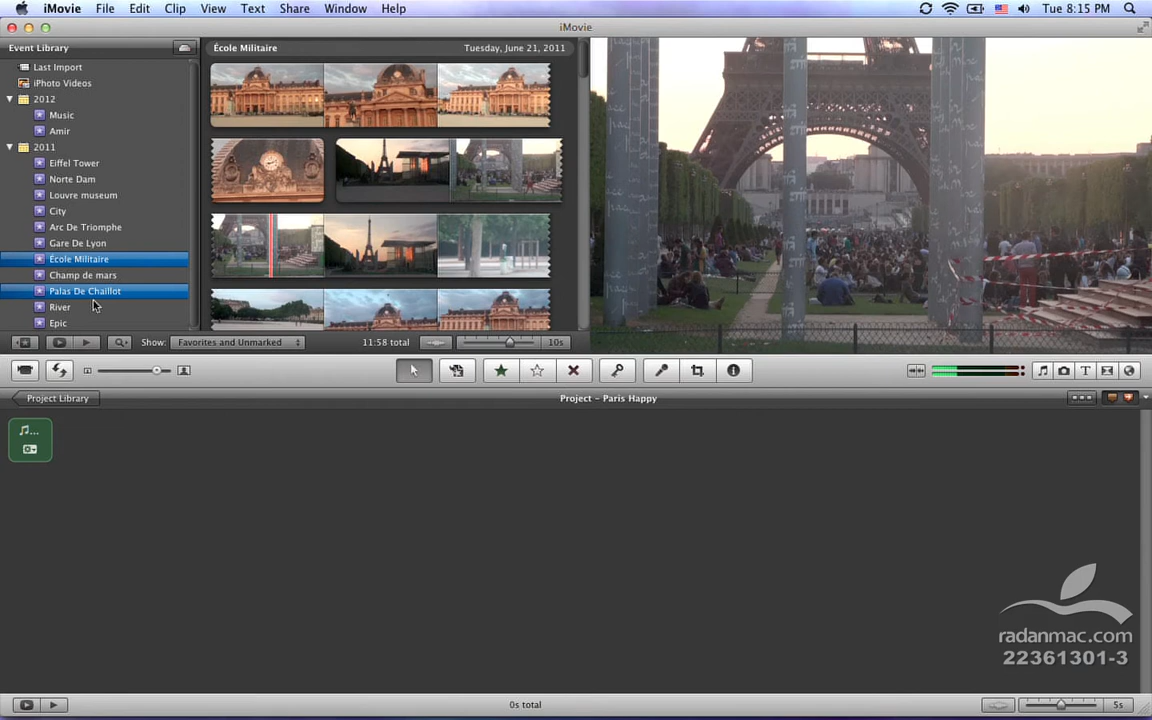 iMovie File Edit Clip View Text Share Window Help Tue 8:15 PM
iMovie
Event Library
École Militaire Tuesday, June 21, 2011
Last Import
iPhoto Videos
2012
Music
Amir
2011
Eiffel Tower
Norte Dam
Louvre museum
City
Arc De Triomphe
Gare De Lyon
École Militaire
Champ de mars
Palas De Chaillot
River
Epic
Show: Favorites and Unmarked 11:58 total 10s
Project Library Project - Paris Happy
radanmac.com
22361301-3
0s total 5s